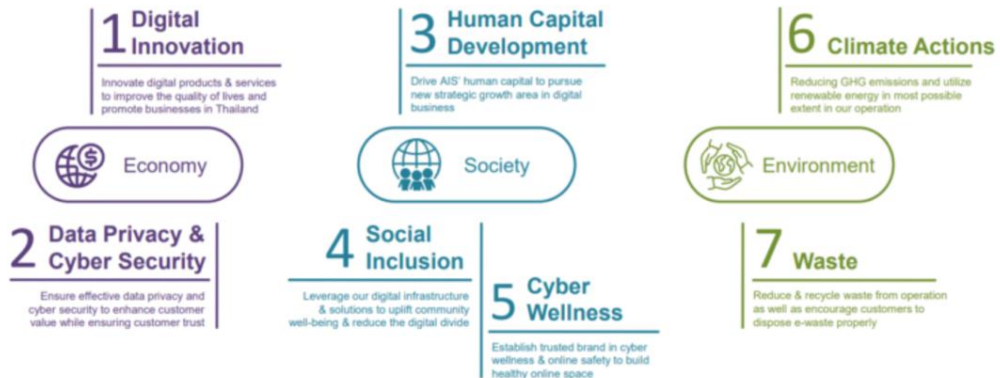 1 Digital
Innovation
Innovate digital products & services
to improve the quality of lives and
promote businesses in Thailand
3 Human Capital
Development
Drive AIS' human capital to pursue
new strategic growth area in digital
business
6 Climate Actions
Reducing GHG emissions and utilize
renewable energy in most possible
extent in our operation
$
Economy
Society
Environment
2 Data Privacy &
Cyber Security
Ensure effective data privacy and
cyber security to enhance customer
value while ensuring customer trust
4 Social
Inclusion
Leverage our digital infrastructure
& solutions to uplift community
well-being & reduce the digital divide
5 Cyber
Wellness
Establish trusted brand in cyber
wellness & online safety to build
healthy online space
7 Waste
Reduce & recycle waste from operation
as well as encourage customers to
dispose e-waste properly